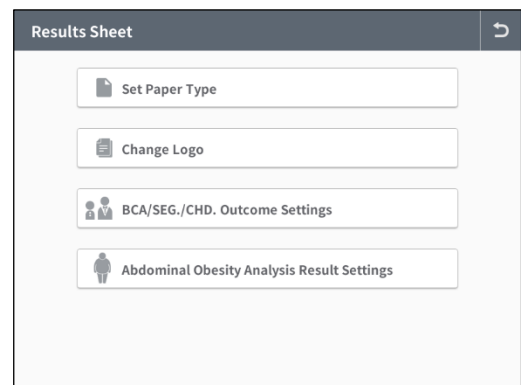 Results Sheet
Set Paper Type
Change Logo
BCA/SEG./CHD. Outcome Settings
Abdominal Obesity Analysis Result Settings